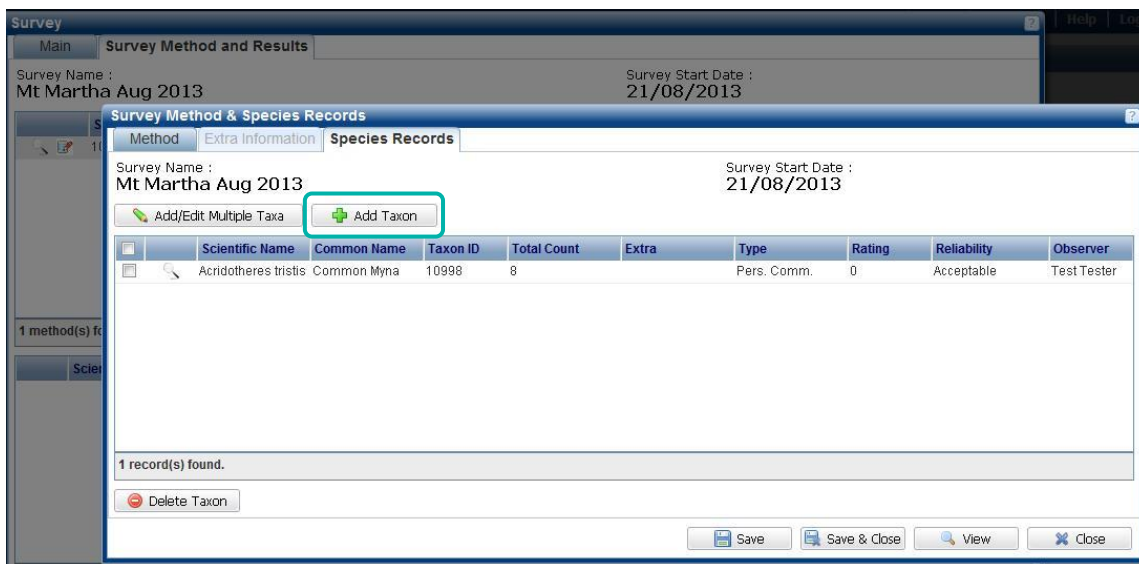 Survey
? Help Lo
Main Survey Method and Results
Survey Name : Survey Start Date :
Mt Martha Aug 2013 21/08/2013
S Survey Method & Species Records ?
10 Method Extra Information Species Records
Survey Name : Survey Start Date :
Mt Martha Aug 2013 21/08/2013
Add/Edit Multiple Taxa Add Taxon
Scientific Name Common Name Taxon ID Total Count Extra Type Rating Reliability Observer
Acridotheres tristis Common Myna 10998 8 Pers. Comm. 0 Acceptable Test Tester
1 method(s) fo
Scie
1 record(s) found.
Delete Taxon
Save Save & Close View Close